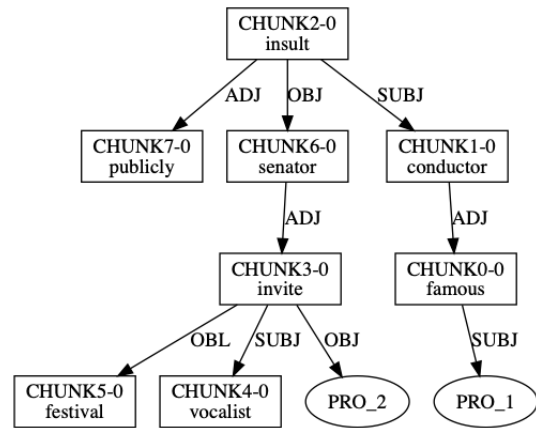 CHUNK2-0
insult
ADJ OBJ SUBJ
CHUNK7-0 CHUNK6-0 CHUNK1-0
publicly senator conductor
ADJ ADJ
CHUNK3-0 CHUNK0-0
invite famous
OBL SUBJ OBJ SUBJ
CHUNK5-0 CHUNK4-0 PRO_2 PRO_1
festival vocalist